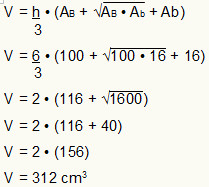 V = h • (AB + √AB • Ab + Ab)
3
V = 6 • (100 + √100 • 16 + 16)
3
V = 2 • (116 + √1600)
V = 2 • (116 + 40)
V = 2 • (156)
V = 312 cm³